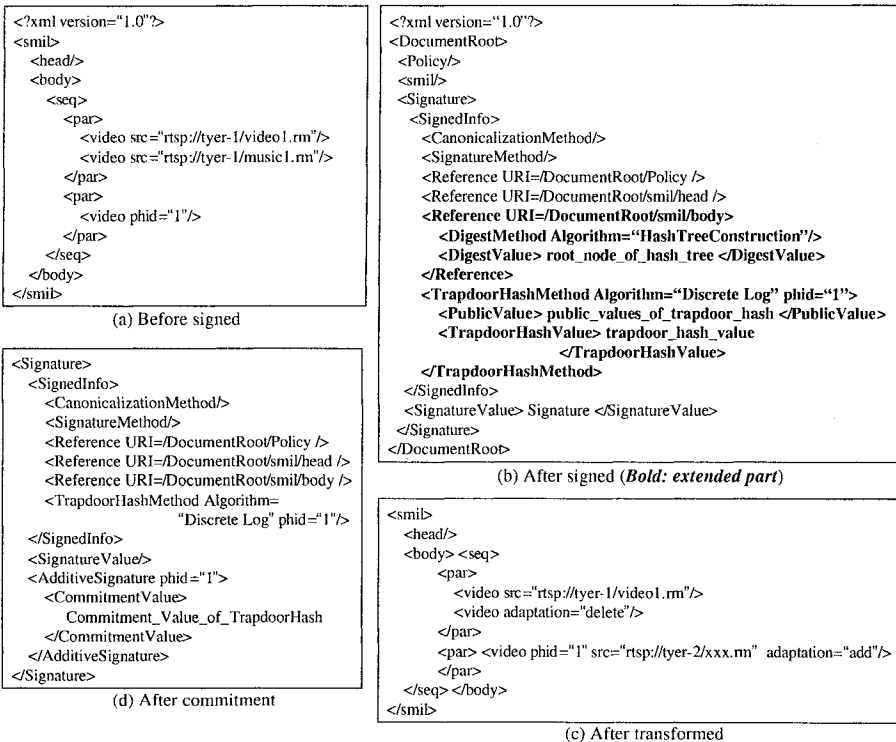 <?xml version=“1.0”?>
<smil>
<head/>
<body>
<seq>
<par>
<video src=“rtsp://tyer-1/video1.rm”/>
<video src=“rtsp://tyer-1/music1.rm”/>
</par>
<par>
<video phid=“1”/>
</par>
</seq>
</body>
</smil>
(a) Before signed
<?xml version=“1.0”?>
<DocumentRoot>
<Policy/>
<smil/>
<Signature>
<SignedInfo>
<CanonicalizationMethod/>
<SignatureMethod/>
<Reference URI=/DocumentRoot/Policy />
<Reference URI=/DocumentRoot/smil/head />
<Reference URI=/DocumentRoot/smil/body>
<DigestMethod Algorithm=“HashTreeConstruction”/>
<DigestValue> root_node_of_hash_tree </DigestValue>
</Reference>
<TrapdoorHashMethod Algorithm=“Discrete Log” phid=“1”>
<PublicValue> public_values_of_trapdoor_hash </PublicValue>
<TrapdoorHashValue> trapdoor_hash_value
</TrapdoorHashValue>
</TrapdoorHashMethod>
</SignedInfo>
<SignatureValue> Signature </SignatureValue>
</Signature>
</DocumentRoot>
(b) After signed (Bold: extended part)
<Signature>
<SignedInfo>
<CanonicalizationMethod/>
<SignatureMethod/>
<Reference URI=/DocumentRoot/Policy />
<Reference URI=/DocumentRoot/smil/head />
<Reference URI=/DocumentRoot/smil/body />
<TrapdoorHashMethod Algorithm=
“Discrete Log” phid=“1”/>
</SignedInfo>
<SignatureValue/>
<AdditiveSignature phid=“1”>
<CommitmentValue>
Commitment_Value_of_TrapdoorHash
</CommitmentValue>
</AdditiveSignature>
</Signature>
(d) After commitment
<smil>
<head/>
<body> <seq>
<par>
<video src=“rtsp://tyer-1/video1.rm”/>
<video adaptation=“delete”/>
</par>
<par> <video phid=“1” src=“rtsp://tyer-2/xxx.rm” adaptation=“add”/>
</par>
</seq> </body>
</smil>
(c) After transformed